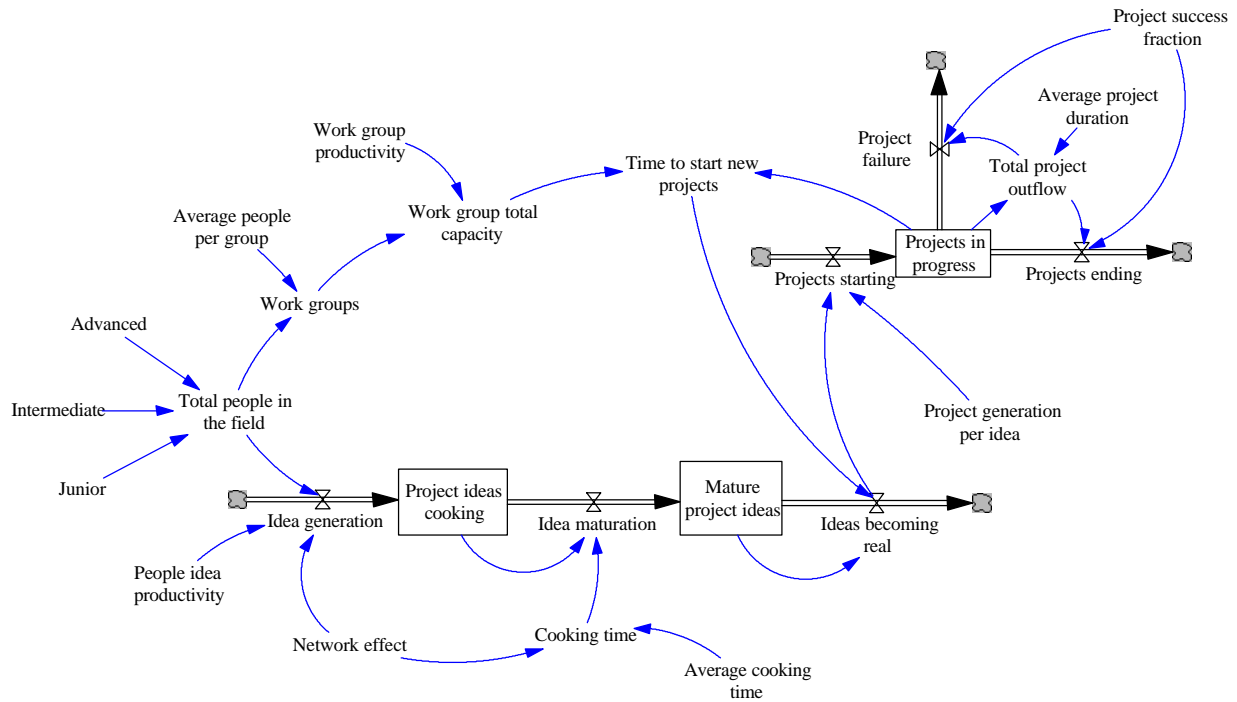 Project success
fraction
Average project
duration
Work group
productivity
Project
failure
Time to start new
projects
Total project
outflow
Average people
per group
Work group total
capacity
Projects in
progress
Projects starting
Projects ending
Work groups
Advanced
Intermediate
Total people in
the field
Project generation
per idea
Junior
Project ideas
cooking
Mature
project ideas
Idea generation
Idea maturation
Ideas becoming
real
People idea
productivity
Network effect
Cooking time
Average cooking
time